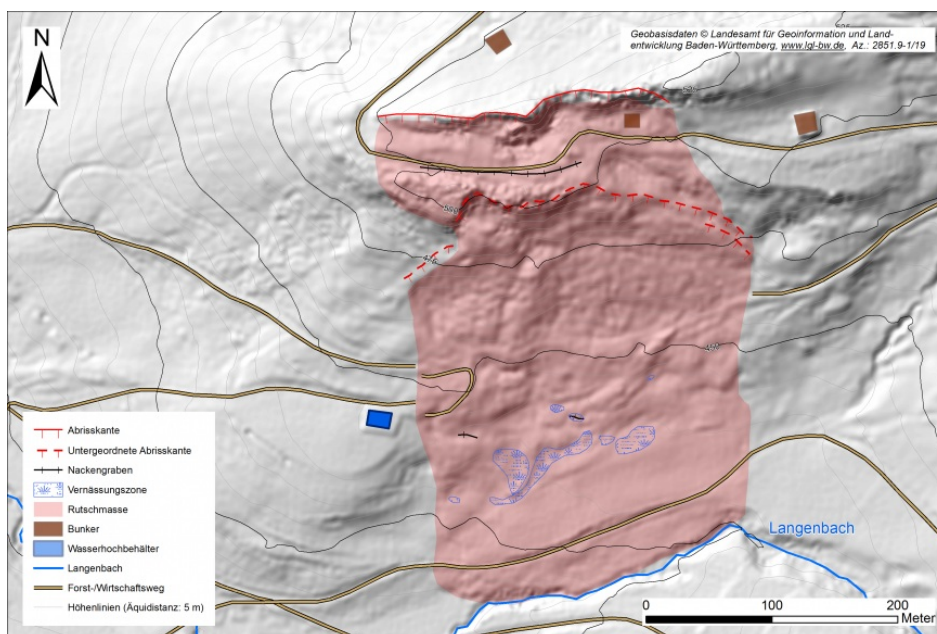 Geobasisdaten © Landesamt für Geoinformation und Land-
entwicklung Baden-Württemberg, www.lgl-bw.de, Az.: 2851.9-1/19
N
500
Langenbach
Abrisskante
Untergeordnete Abrisskante
Nackengraben
Vernässungszone
Rutschmasse
Bunker
Wasserhochbehälter
Langenbach
Forst-/Wirtschaftsweg
Höhenlinien (Äquidistanz: 5 m)
0 100 200
Meter